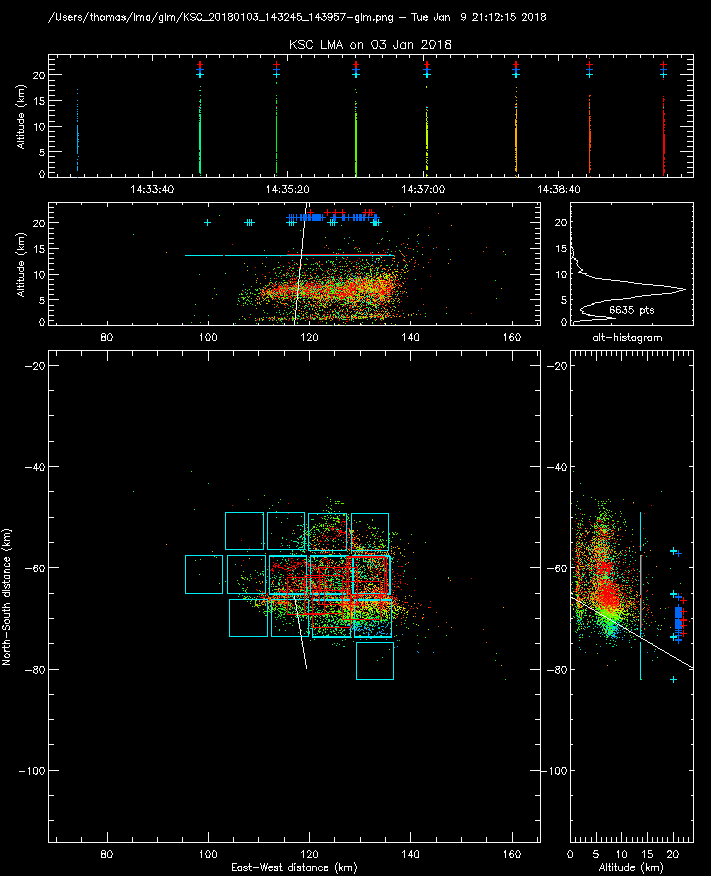 /Users/thomas/lma/glm/KSC_20180103_143245_143957-glm.png – Tue Jan 9 21:12:15 2018
KSC LMA on 03 Jan 2018
Altitude (km)
20
15
10
5
0
14:33:40 14:35:20 14:37:00 14:38:40
Altitude (km)
20
15
10
5
0
80 100 120 140 160
20
15
10
5
0
6635 pts
alt-histagram
North-South distance (km)
-20
-40
-60
-80
-100
80 100 120 140 160
East-West distance (km)
-20
-40
-60
-80
-100
0 5 10 15 20
Altitude (km)